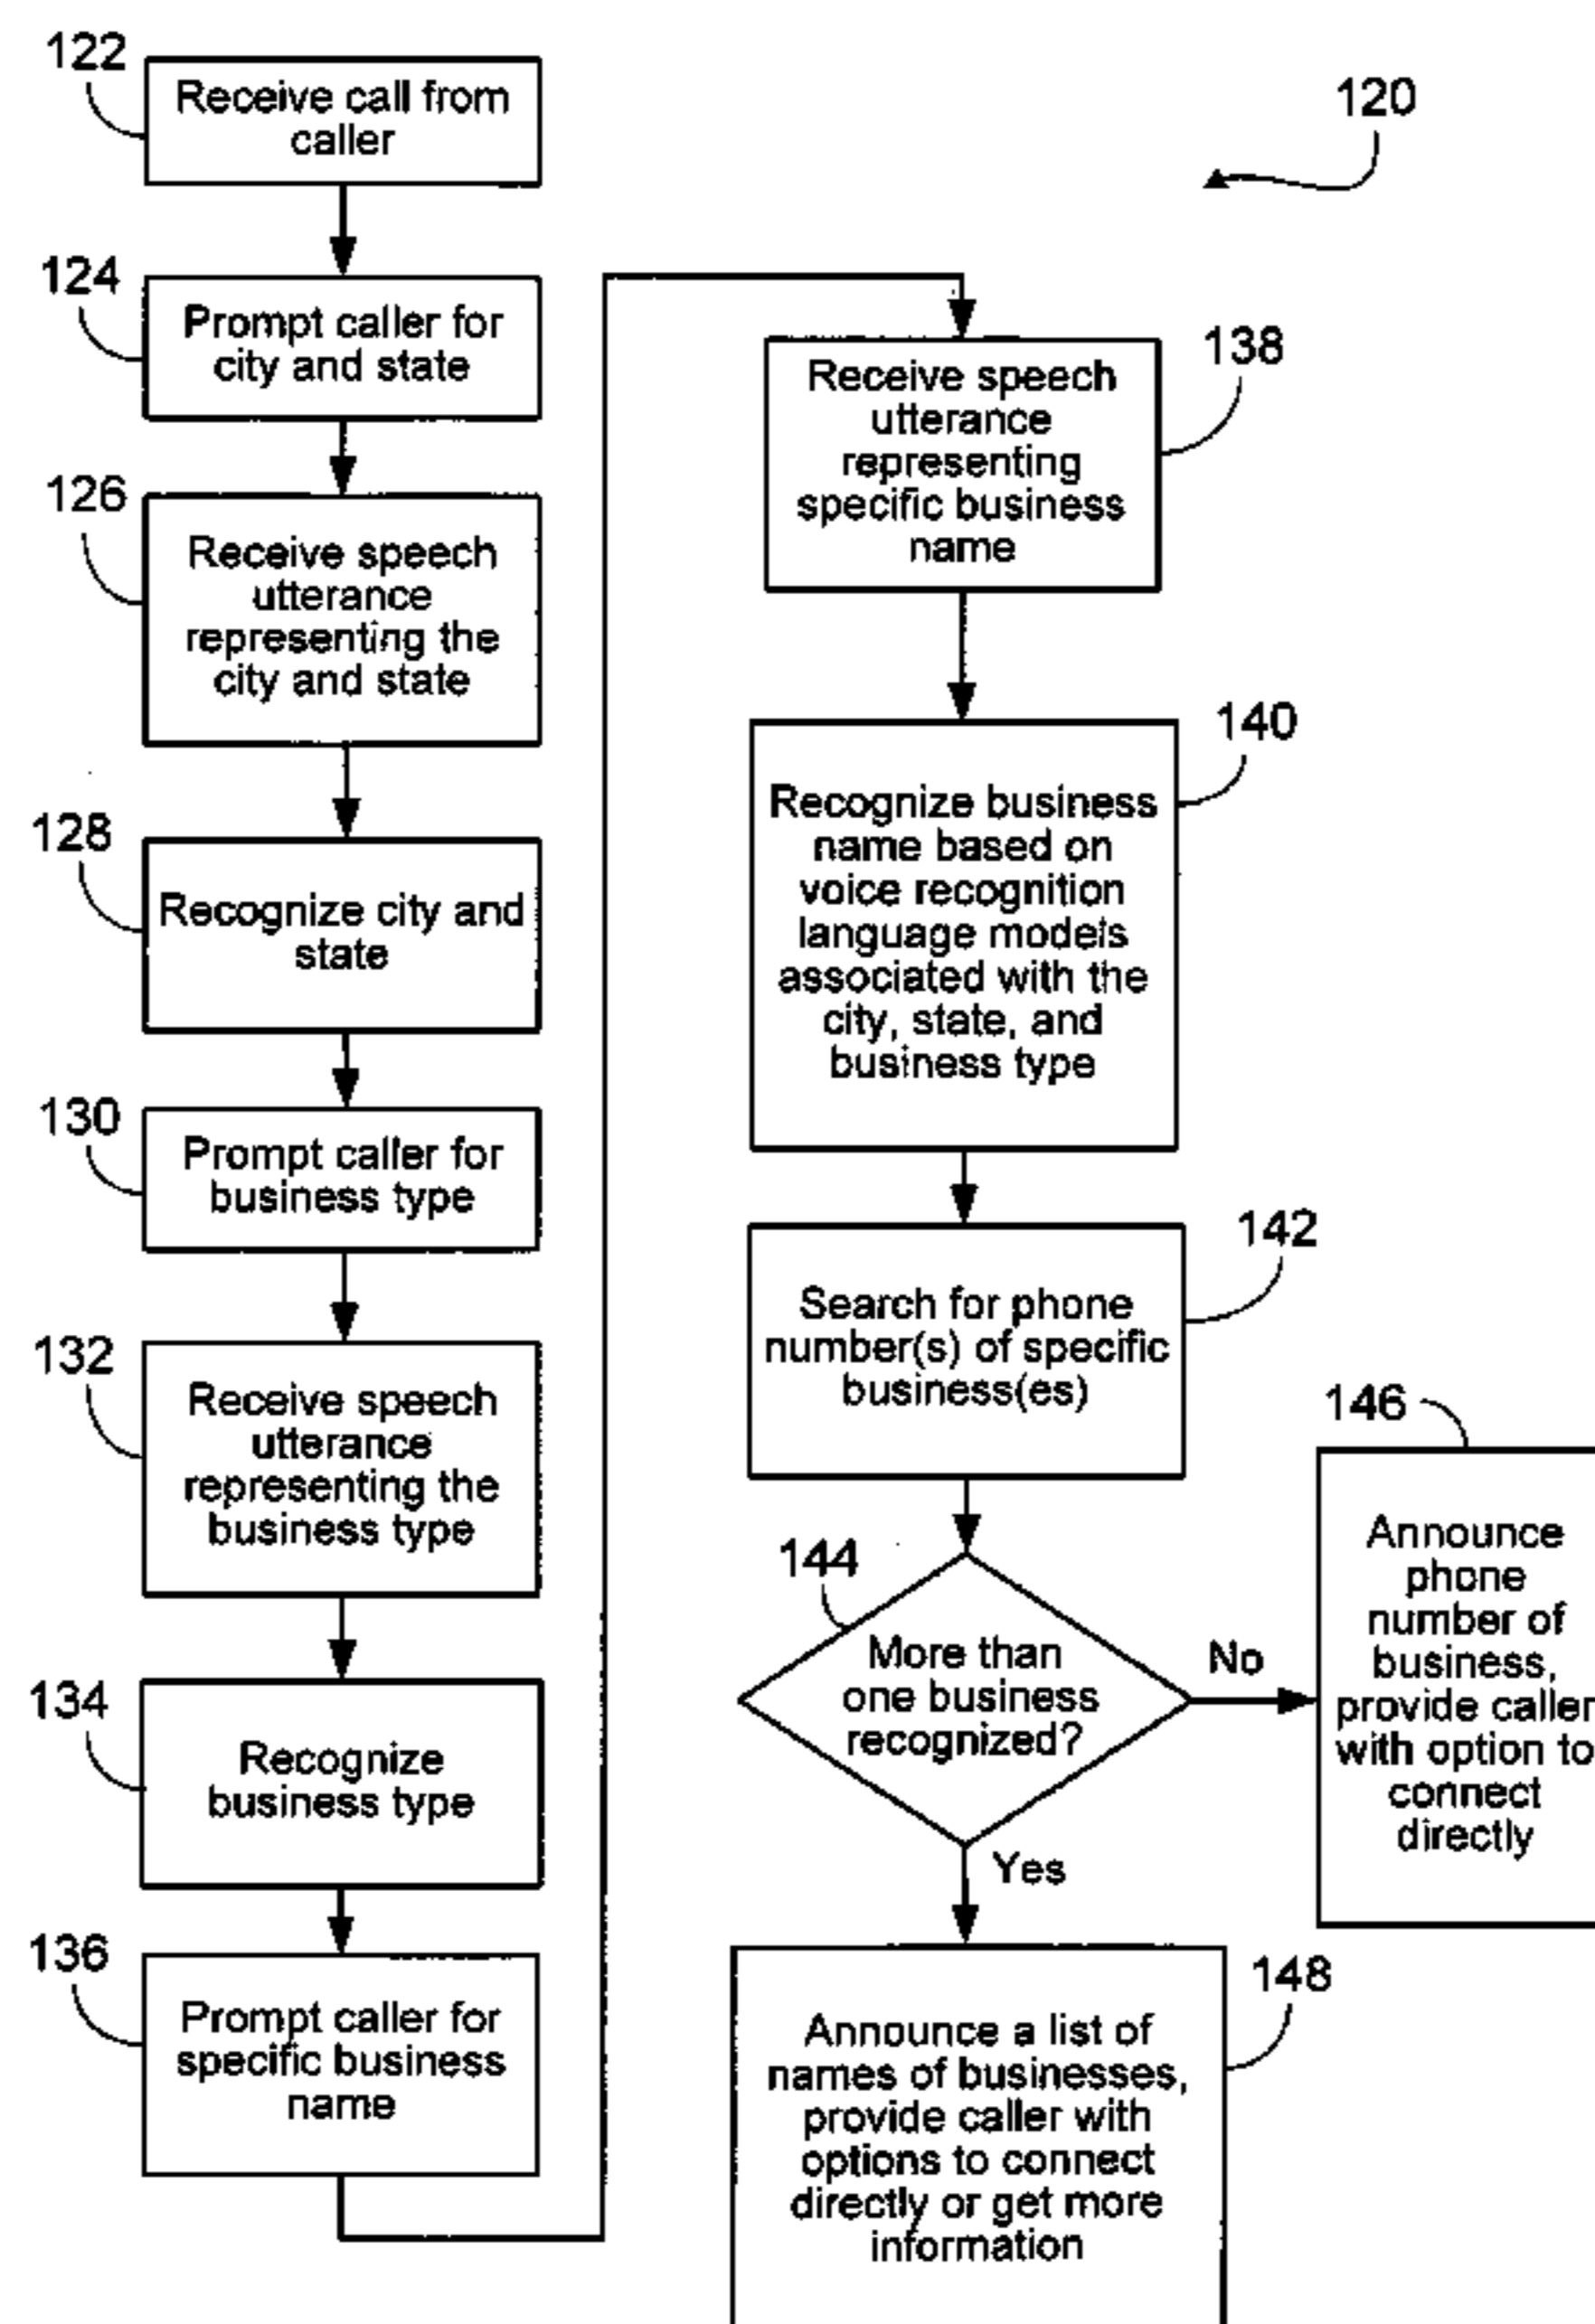 122
Receive call from
caller
120
124
Prompt caller for
city and state
126
Receive speech
utterance
representing the
city and state
128
Recognize city and
state
130
Prompt caller for
business type
132
Receive speech
utterance
representing the
business type
134
Recognize
business type
136
Prompt caller for
specific business
name
138
Receive speech
utterance
representing
specific business
name
140
Recognize business
name based on
voice recognition
language models
associated with the
city, state, and
business type
142
Search for phone
number(s) of specific
business(es)
144
More than
one business
recognized?
No
Yes
146
Announce
phone
number of
business,
provide caller
with option to
connect
directly
148
Announce a list of
names of businesses,
provide caller with
options to connect
directly or get more
information